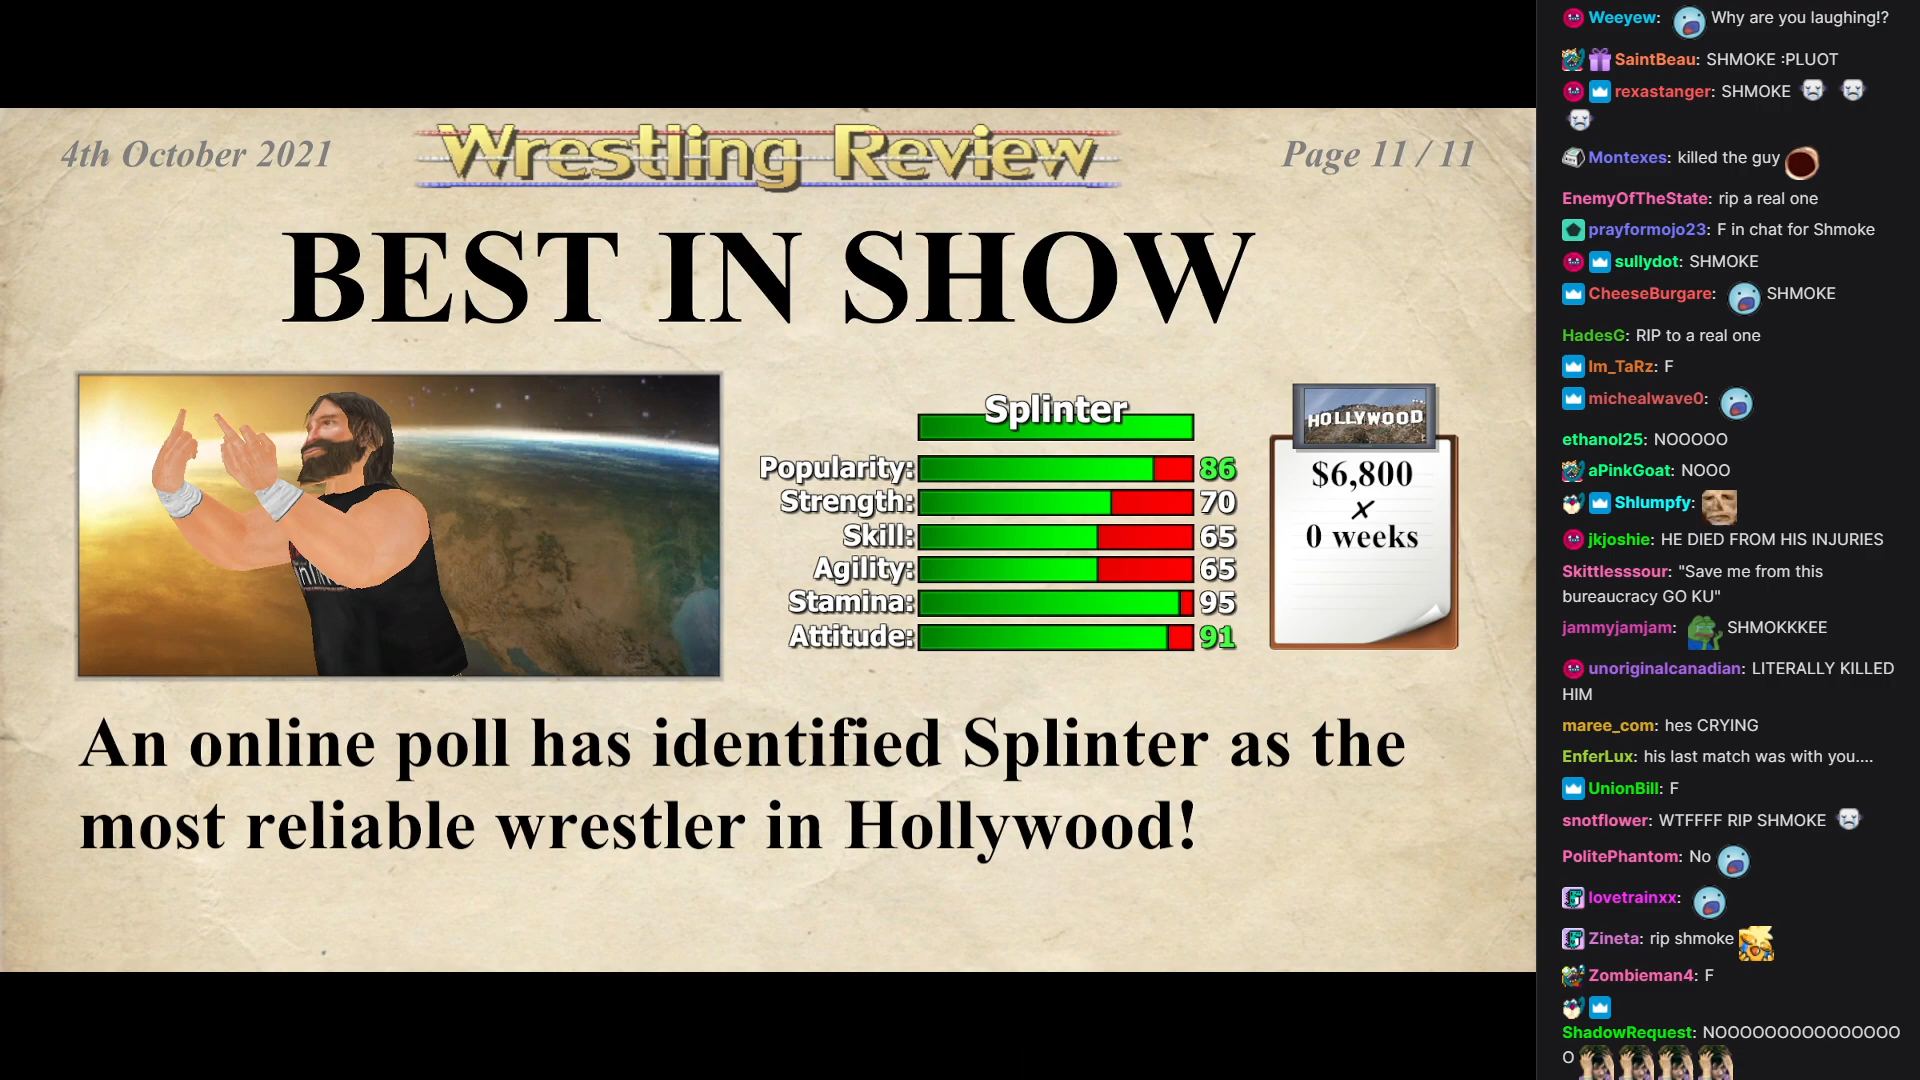 4th October 2021
Wrestling Review
Page 11 / 11
BEST IN SHOW
Splinter
Popularity: 86
Strength: 70
Skill: 65
Agility: 65
Stamina: 95
Attitude: 91
HOLLYWOOD
$6,800
x
0 weeks
An online poll has identified Splinter as the
most reliable wrestler in Hollywood!
Weeyew: Why are you laughing!?
SaintBeau: SHMOKE :PLUOT
rexastanger: SHMOKE
Montexes: killed the guy
EnemyOfTheState: rip a real one
prayformojo23: F in chat for Shmoke
sullydot: SHMOKE
CheeseBurgare: SHMOKE
HadesG: RIP to a real one
Im_TaRz: F
michealwave0:
ethanol25: NOOOOO
aPinkGoat: NOOO
Shlumpfy:
jkjoshie: HE DIED FROM HIS INJURIES
Skittlesssour: "Save me from this
bureaucracy GO KU"
jammyjamjam: SHMOKKKEE
unoriginalcanadian: LITERALLY KILLED
HIM
maree_com: hes CRYING
EnferLux: his last match was with you....
UnionBill: F
snotflower: WTFFFF RIP SHMOKE
PolitePhantom: No
lovetrainxx:
Zineta: rip shmoke
Zombieman4: F
ShadowRequest: NOOOOOOOOOOOOOOO
O